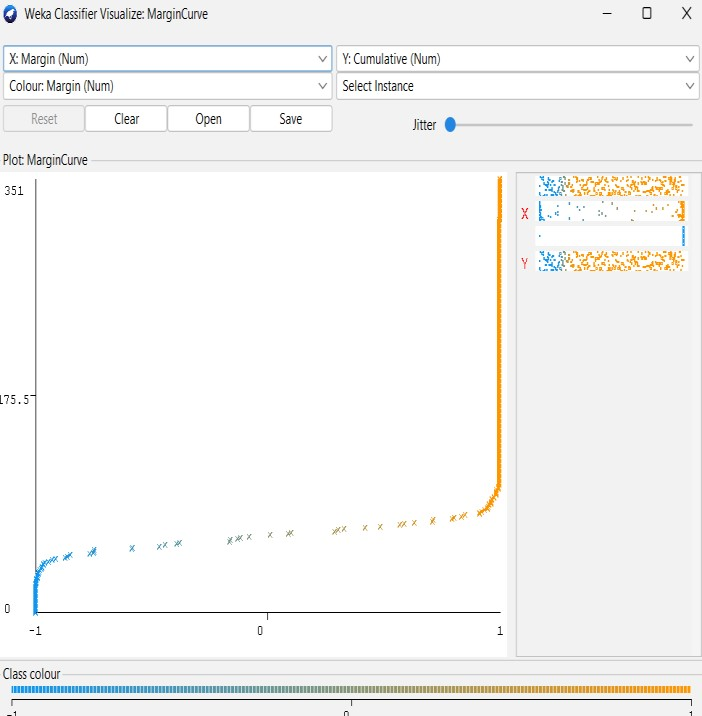 Weka Classifier Visualize: MarginCurve
X: Margin (Num)
Y: Cumulative (Num)
Colour: Margin (Num)
Select Instance
Reset
Clear
Open
Save
Jitter
Plot: MarginCurve
351
175.5
0
-1
0
1
X
Y
Class colour
-1
0
1